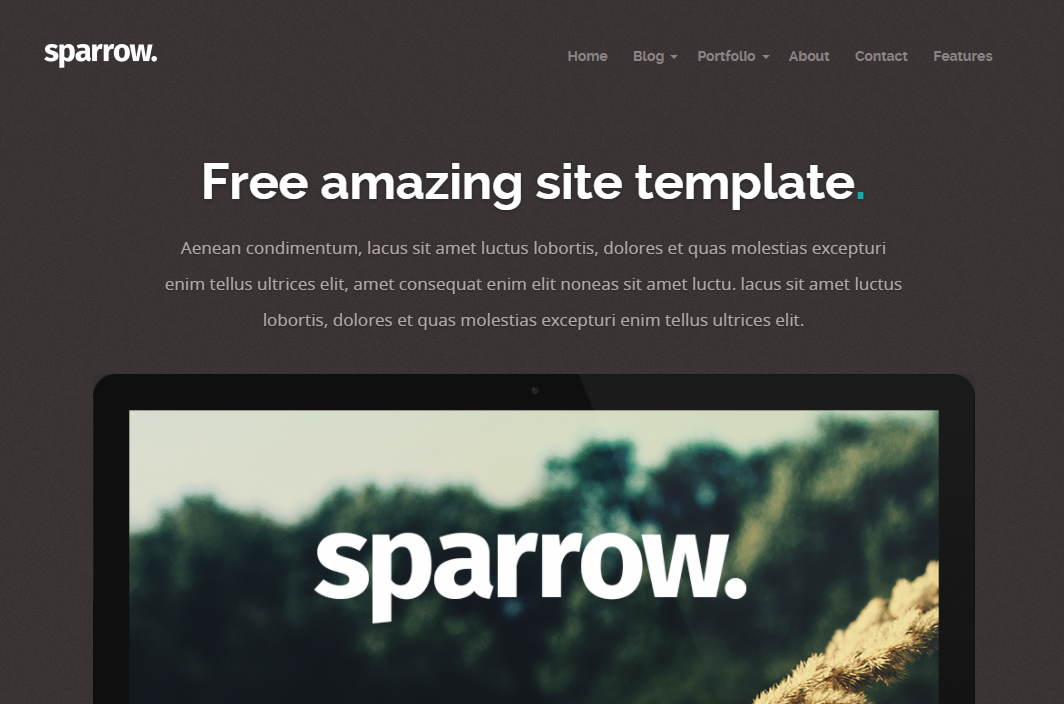 sparrow.
Home Blog Portfolio About Contact Features
Free amazing site template.
Aenean condimentum, lacus sit amet luctus lobortis, dolores et quas molestias excepturi
enim tellus ultrices elit, amet consequat enim elit noneas sit amet luctu. lacus sit amet luctus
lobortis, dolores et quas molestias excepturi enim tellus ultrices elit.
sparrow.